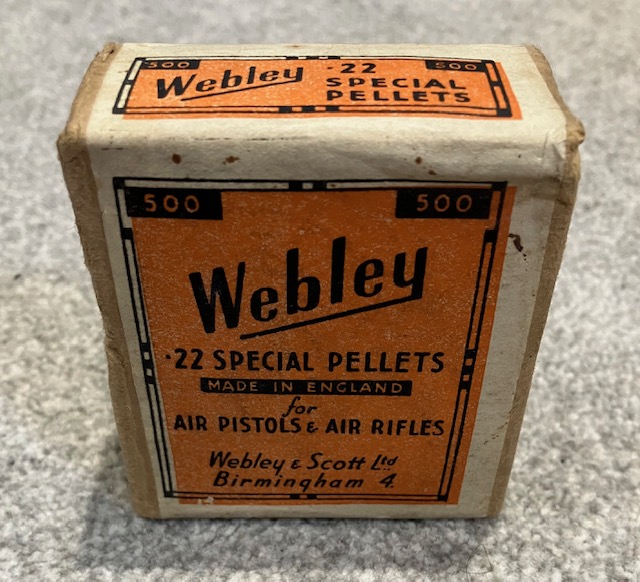 500 500
Webley .22
SPECIAL
PELLETS
500 500
Webley
.22 SPECIAL PELLETS
MADE IN ENGLAND
for
AIR PISTOLS & AIR RIFLES
Webley & Scott Ltd
Birmingham 4.